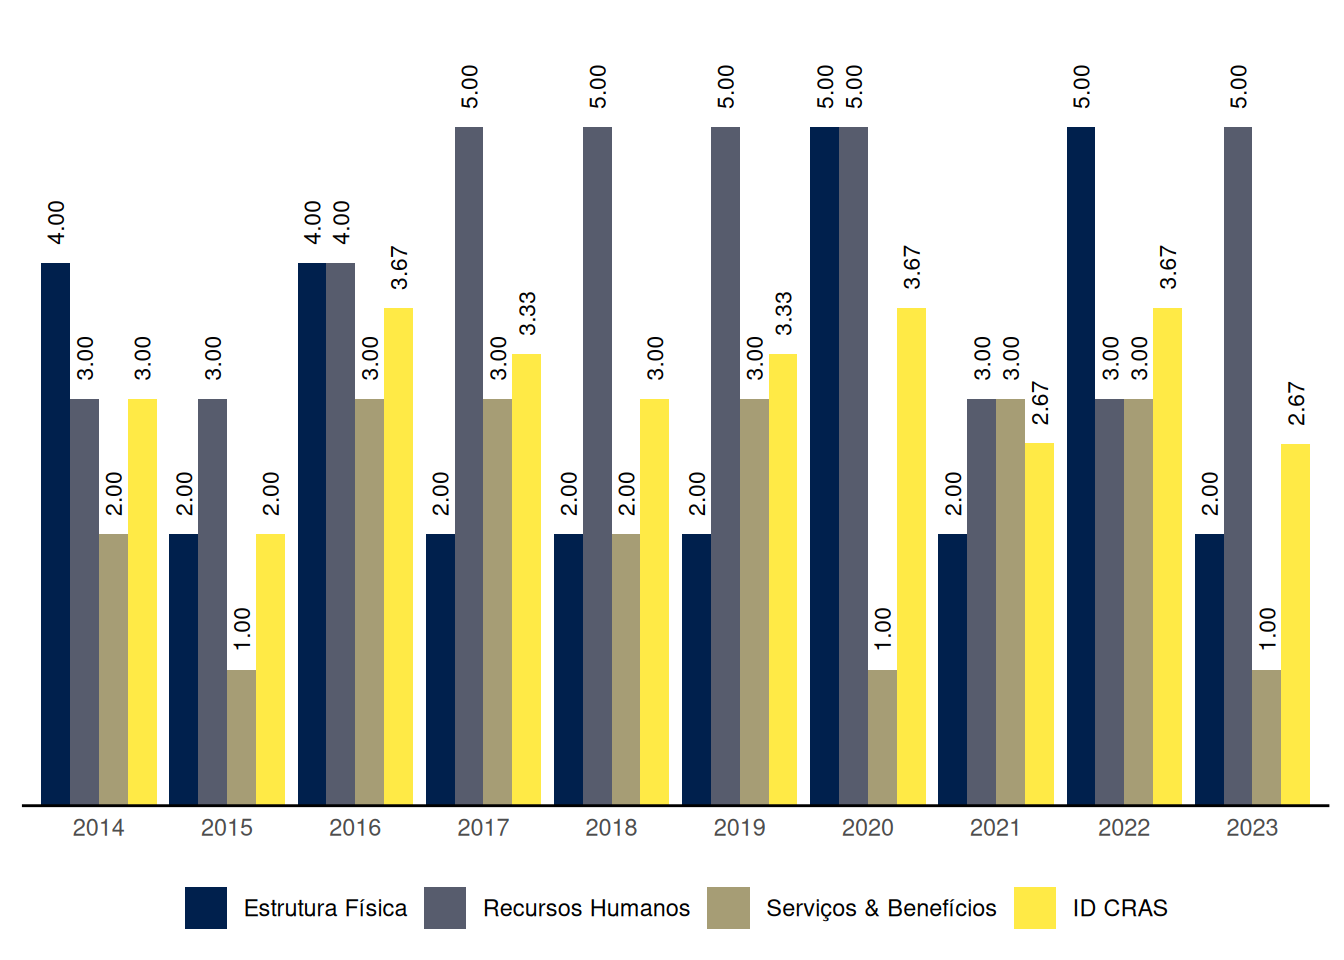 5.00 5.00 5.00 5.00 5.00 5.00 5.00
4.00 4.00 4.00
3.67 3.67 3.67
3.33 3.33
3.00 3.00 3.00 3.00 3.00 3.00 3.00 3.00 3.00 3.00 3.00
2.67 2.67
2.00 2.00 2.00 2.00 2.00 2.00 2.00 2.00 2.00
1.00 1.00 1.00
2014 2015 2016 2017 2018 2019 2020 2021 2022 2023
Estrutura Física Recursos Humanos Serviços & Benefícios ID CRAS